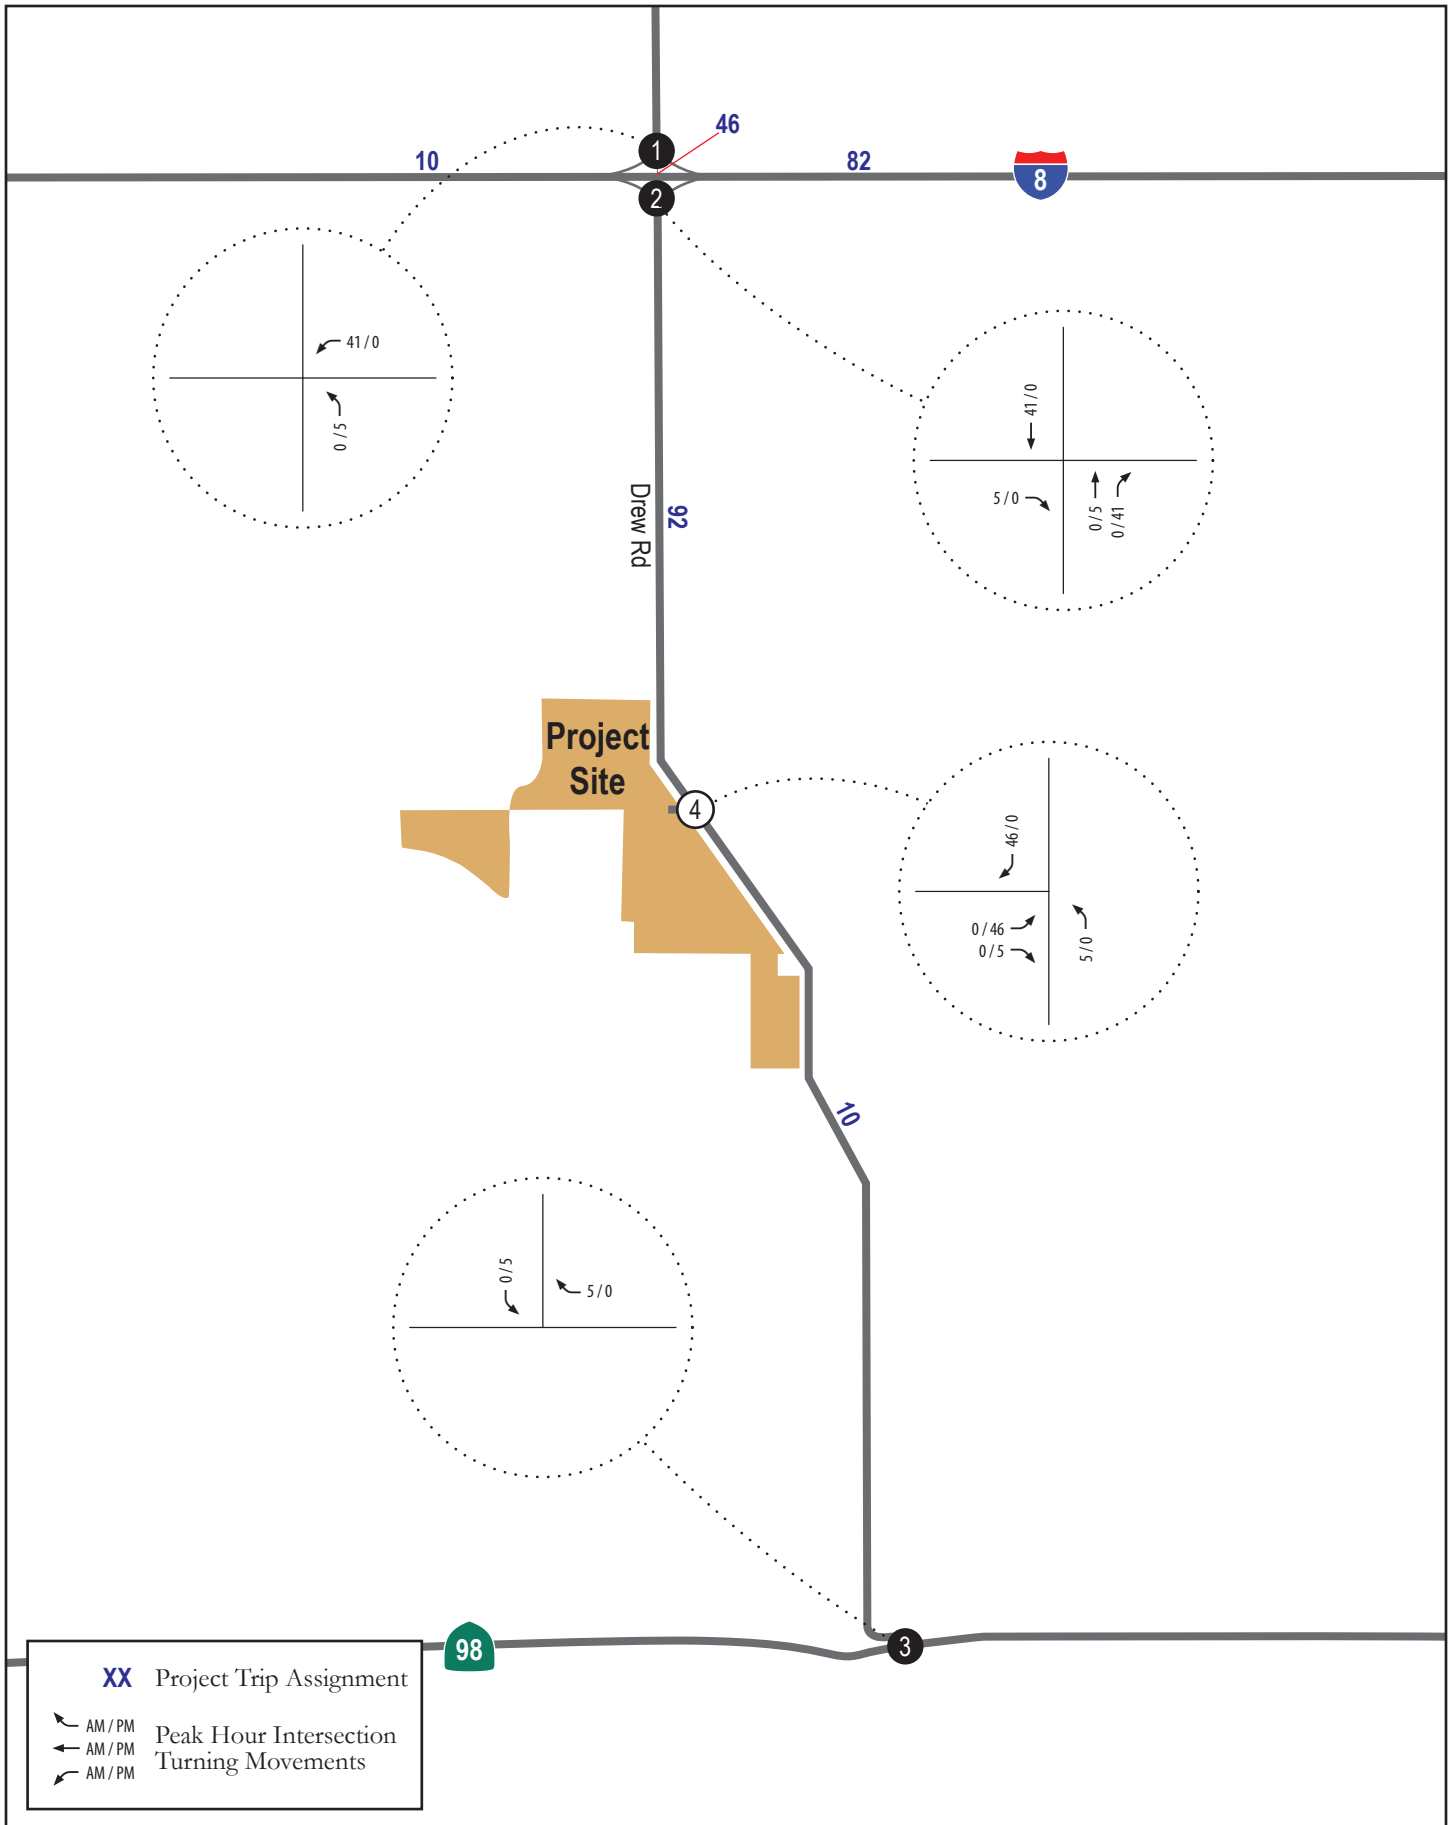 46
1
10
82
8
2
41 / 0
0 / 5
41 / 0
5 / 0
0 / 5
0 / 41
Drew Rd
92
Project
Site
4
46 / 0
0 / 46
0 / 5
5 / 0
10
0 / 5
5 / 0
98
3
XX Project Trip Assignment
AM / PM
AM / PM
AM / PM
Peak Hour Intersection
Turning Movements